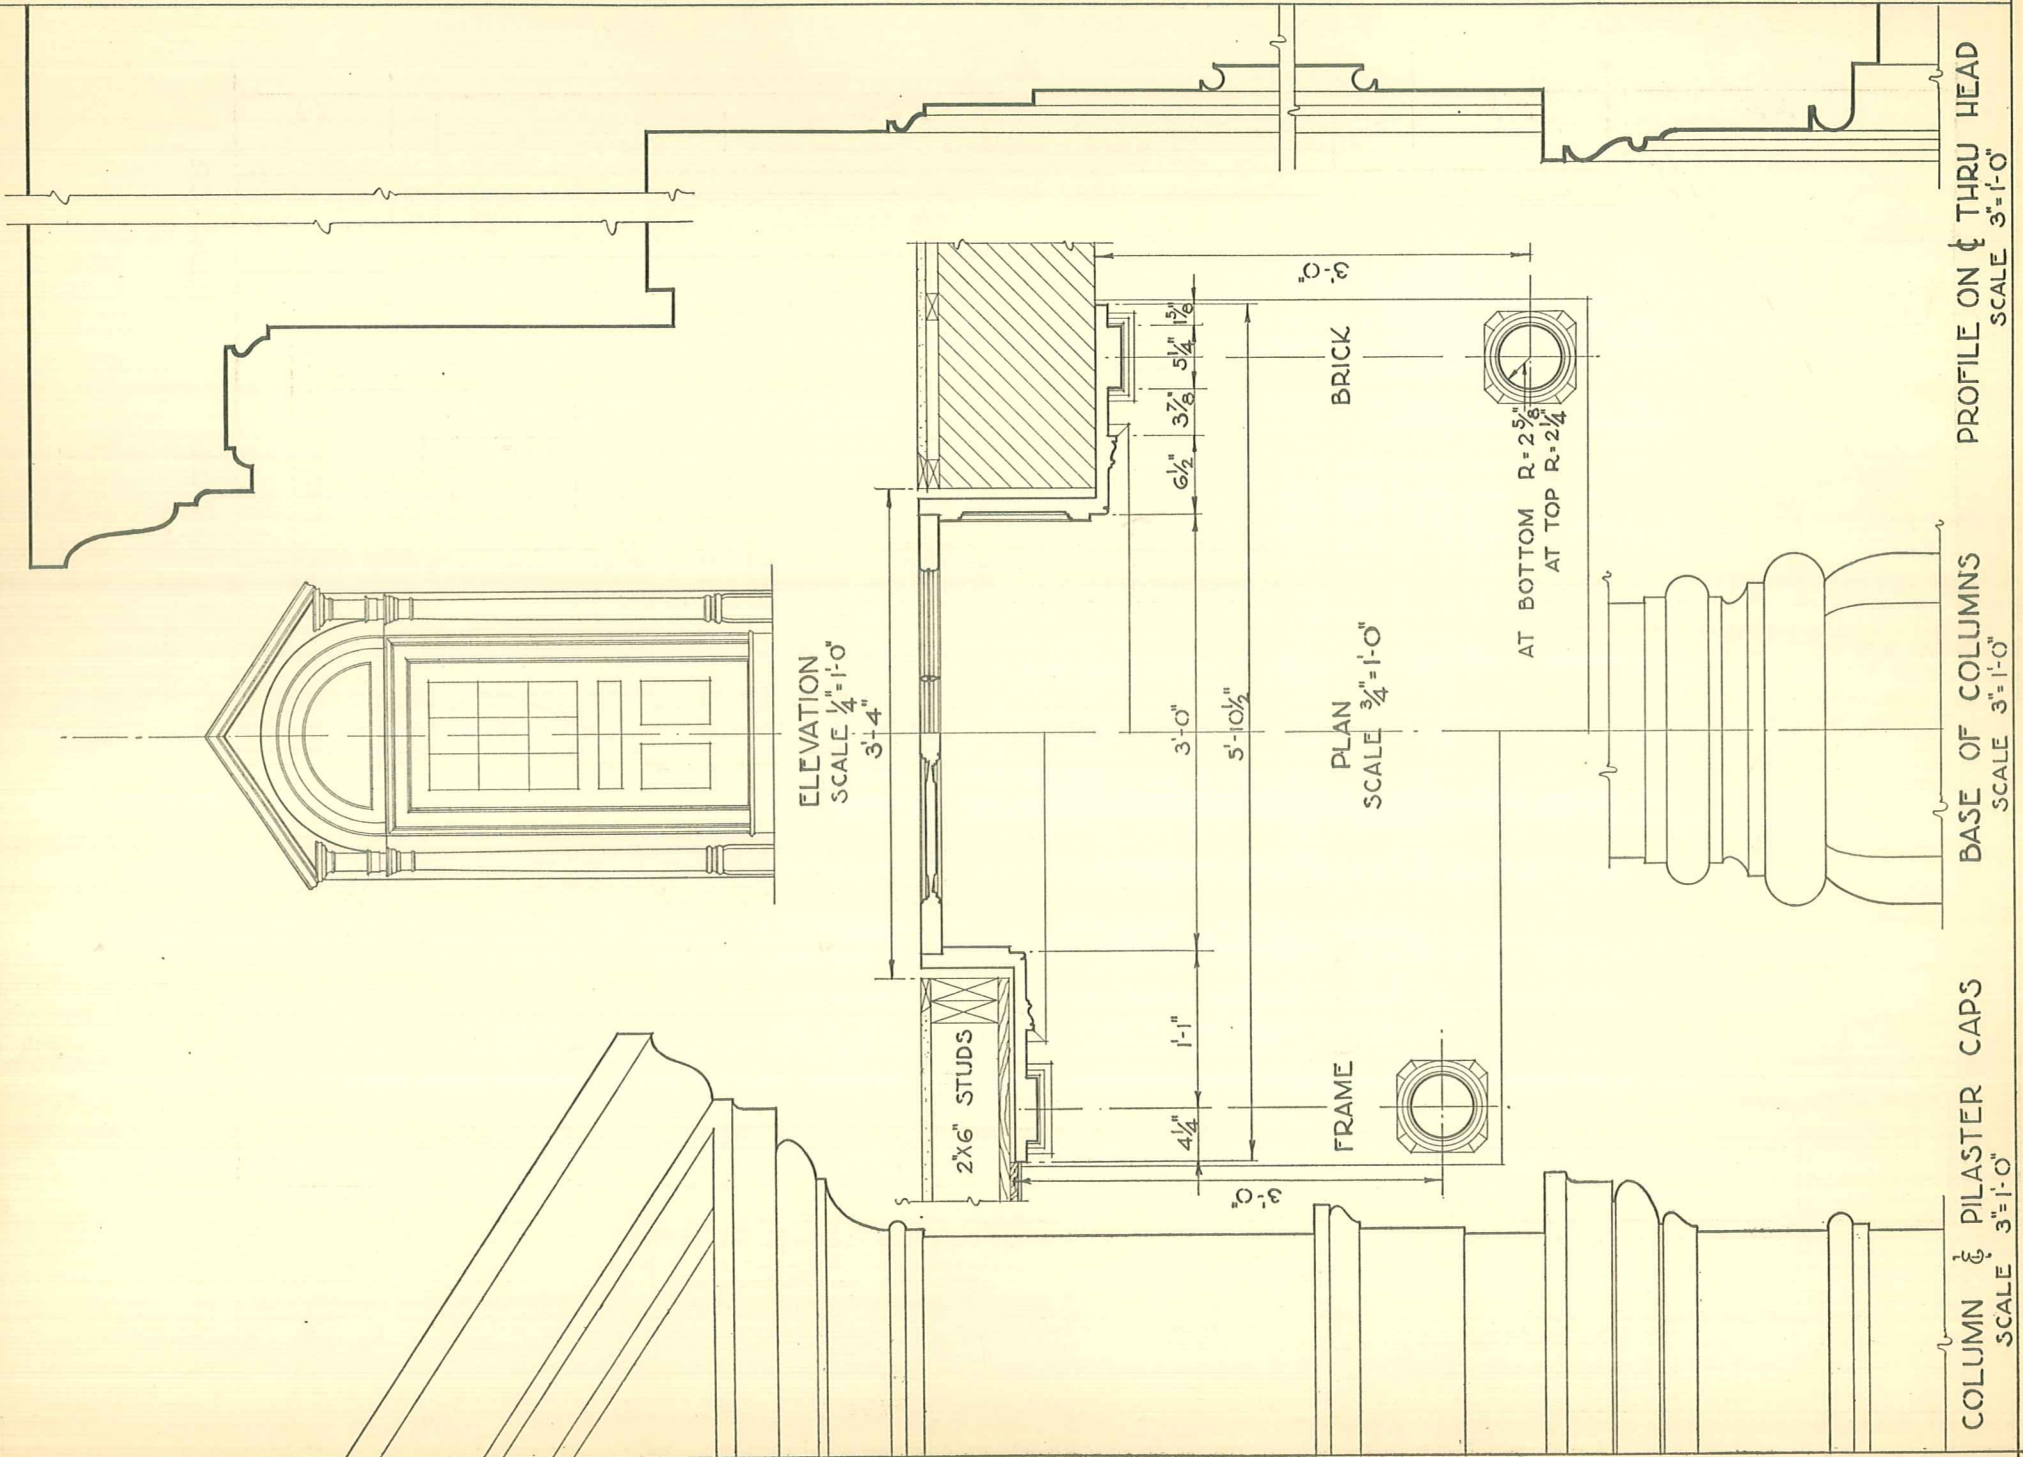 ELEVATION
SCALE ¼"=1'-0"
3'-4"
2"X6" STUDS
4¼"
1'-1"
3'-0"
6½"
3⅞"
5¼"
1⅝"
5'-10½"
3'-0"
3'-0"
FRAME
PLAN
SCALE ¾"=1'-0"
BRICK
AT BOTTOM R=2⅝"
AT TOP R=2¼"
COLUMN & PILASTER CAPS
SCALE 3"=1'-0"
BASE OF COLUMNS
SCALE 3"=1'-0"
PROFILE ON ℄ THRU HEAD
SCALE 3"=1'-0"